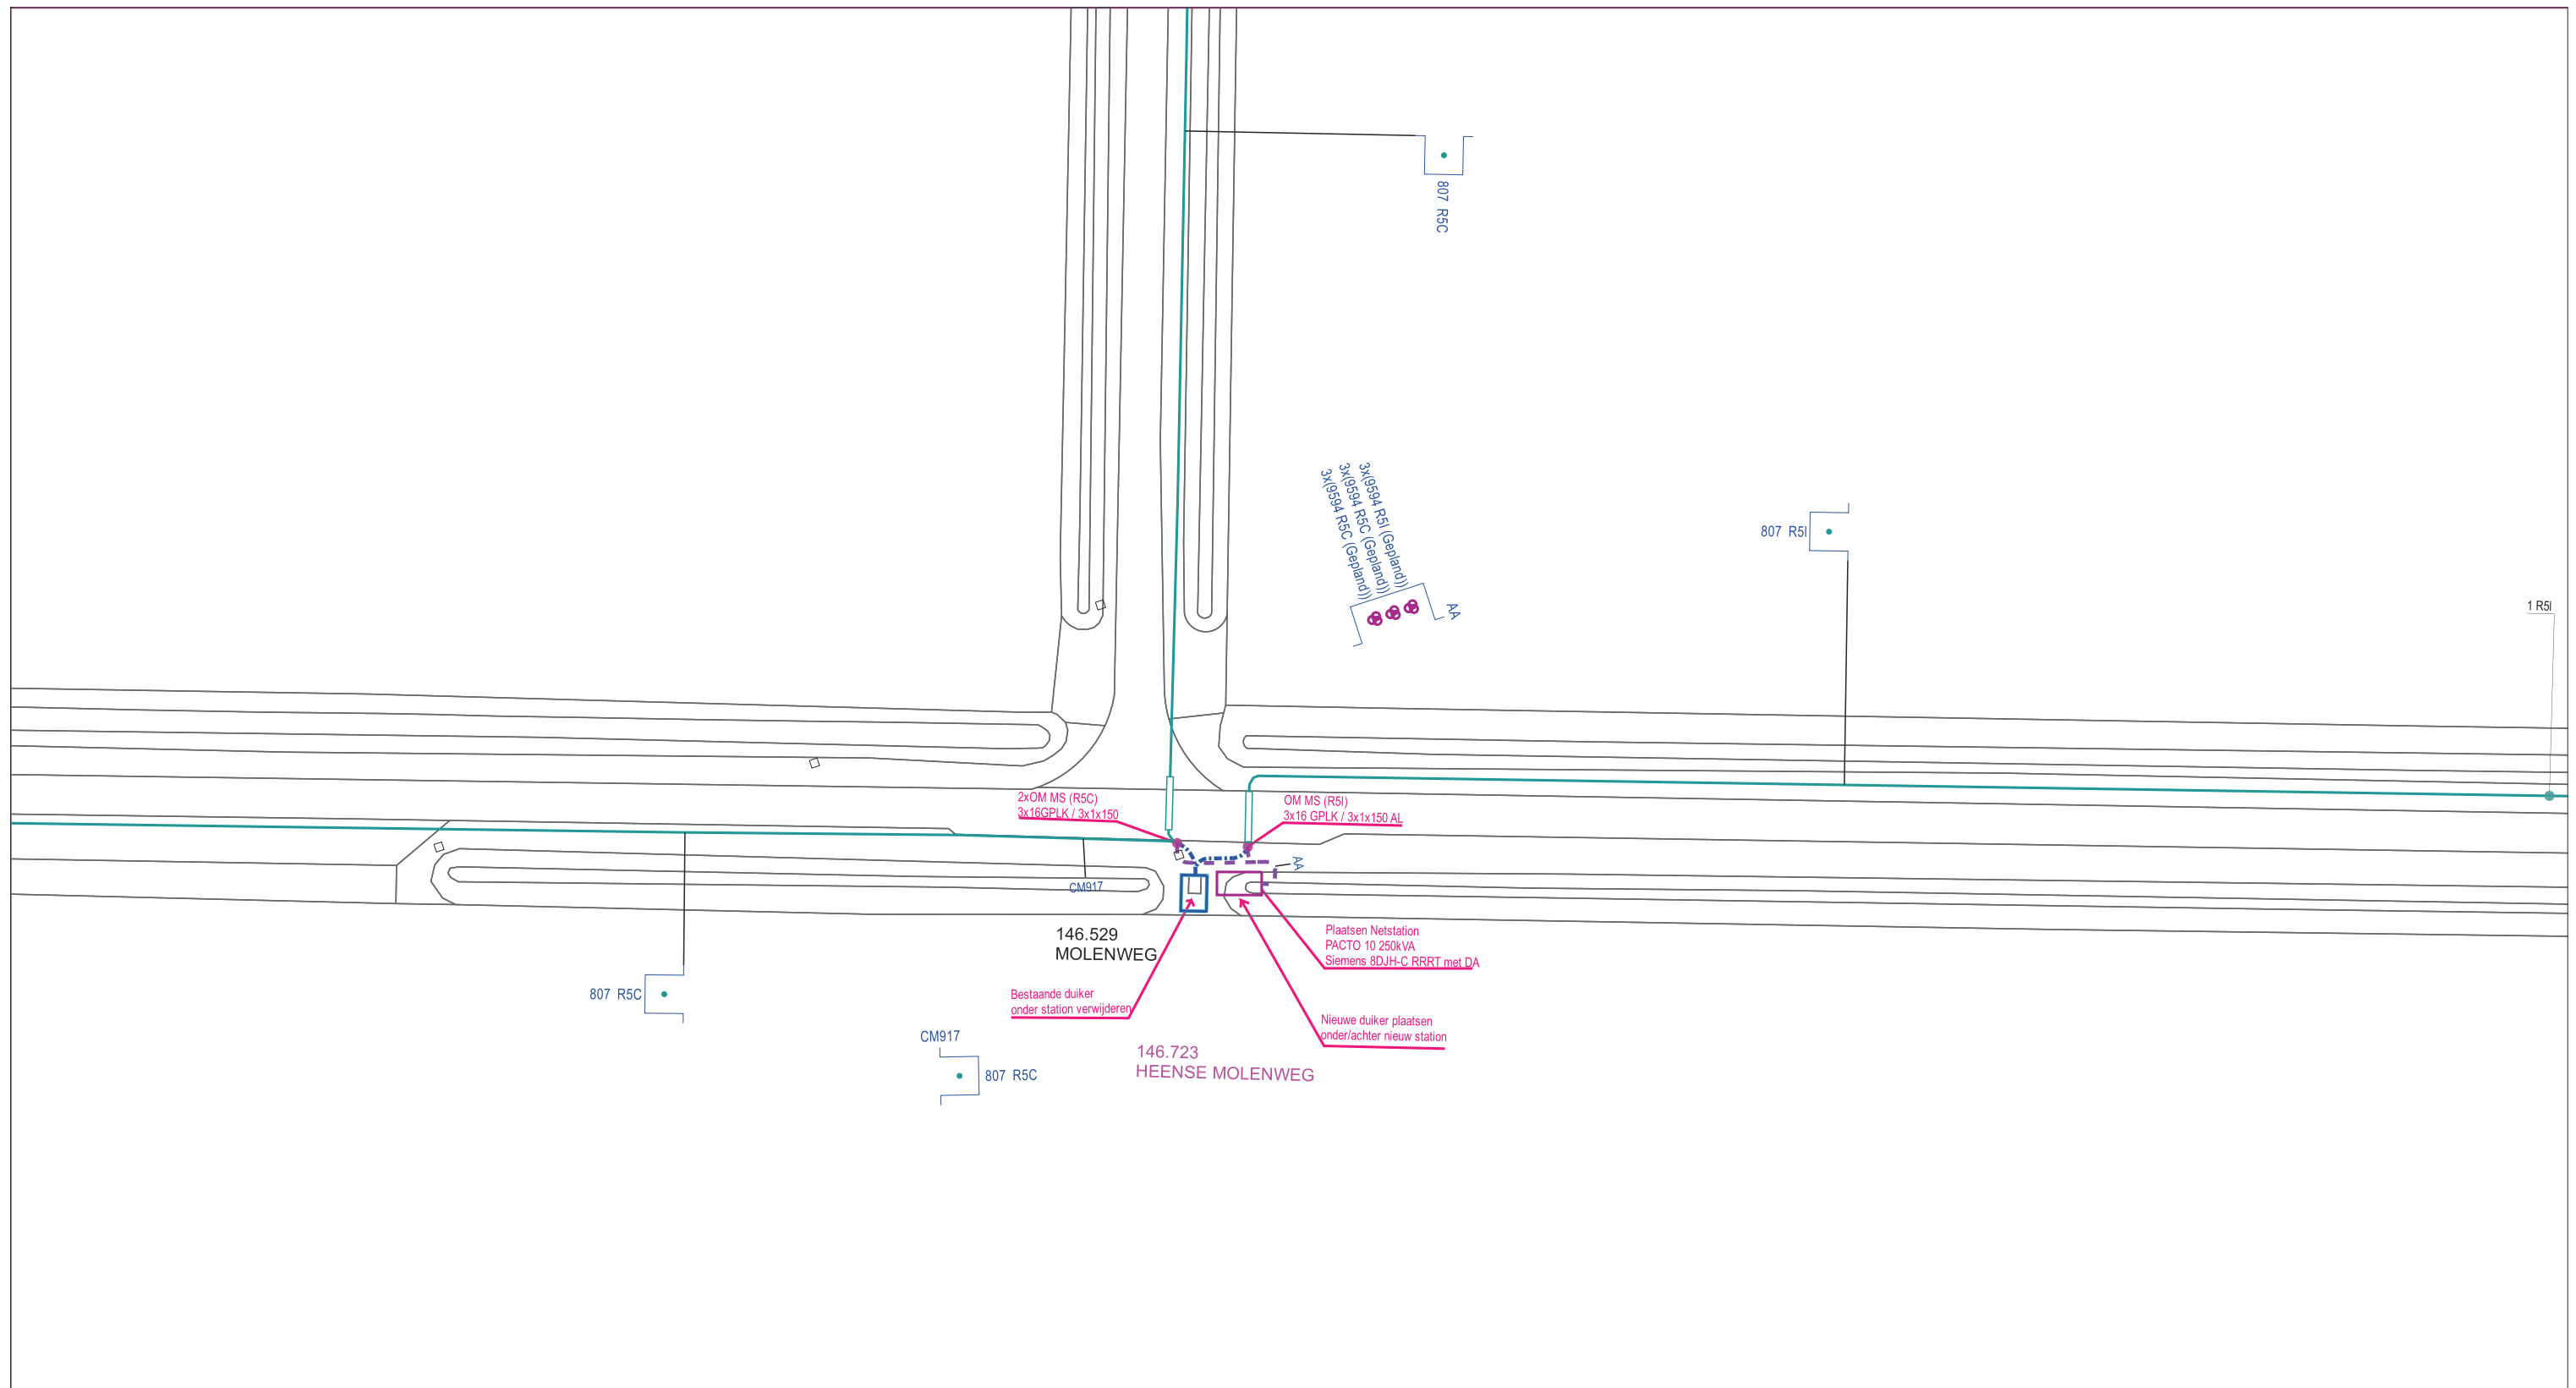 807 R5C
3x(9594 R5I (Gepland))
3x(9594 R5C (Gepland))
3x(9594 R5C (Gepland))
AA
807 R5I
1 R5I
2xOM MS (R5C)
3x16GPLK / 3x1x150
OM MS (R5I)
3x16 GPLK / 3x1x150 AL
AA
CM917
146.529
MOLENWEG
Plaatsen Netstation
PACTO 10 250kVA
Siemens 8DJH-C RRRT met DA
807 R5C
Bestaande duiker
onder station verwijderen
Nieuwe duiker plaatsen
onder/achter nieuw station
CM917
807 R5C
146.723
HEENSE MOLENWEG